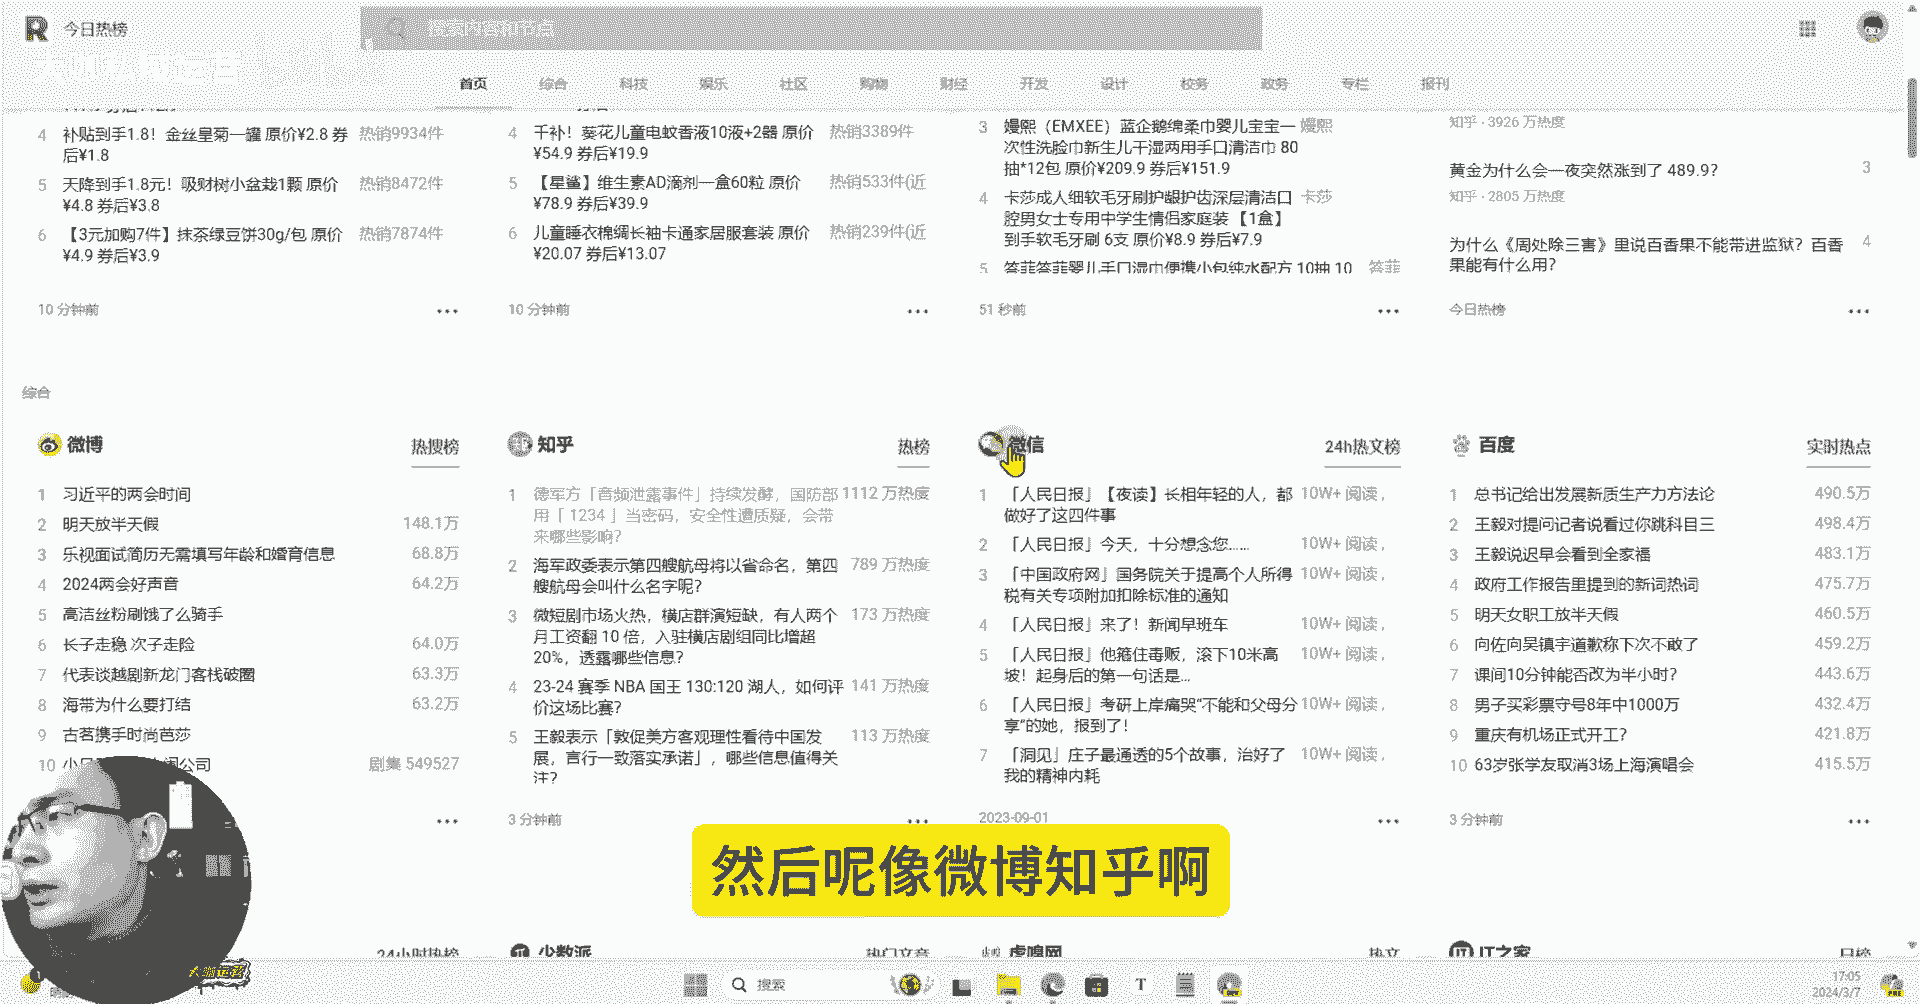 今日热榜
搜索内容和节点
首页 综合 科技 娱乐 社区 购物 财经 开发 设计 校务 政务 专栏 报刊
4 补贴到手1.8！金丝皇菊一罐 原价¥2.8 券后¥1.8 热销9934件
5 天降到手1.8元！吸财树小盆栽1颗 原价¥4.8 券后¥3.8 热销8472件
6 【3元加购7件】抹茶绿豆饼30g/包 原价¥4.9 券后¥3.9 热销7874件
10 分钟前
4 千补！葵花儿童电蚊香液10液+2器 原价¥54.9 券后¥19.9 热销3389件
5 【星鲨】维生素AD滴剂一盒60粒 原价¥78.9 券后¥39.9 热销533件(近
6 儿童睡衣棉绸长袖卡通家居服套装 原价¥20.07 券后¥13.07 热销239件(近
10 分钟前
3 嫚熙（EMXEE）蓝企鹅绵柔巾婴儿宝宝一次性洗脸巾新生儿干湿两用手口清洁巾 80抽*12包 原价¥209.9 券后¥151.9 嫚熙
4 卡莎成人细软毛牙刷护龈护齿深层清洁口腔男女士专用中学生情侣家庭装 【1盒】到手软毛牙刷 6支 原价¥8.9 券后¥7.9 卡莎
5 答菲答菲婴儿手口湿巾便携小包纯水配方 10抽 10 答菲
51 秒前
知乎 · 3926 万热度
黄金为什么会一夜突然涨到了 489.9？ 3
知乎 · 2805 万热度
为什么《周处除三害》里说百香果不能带进监狱？百香果能有什么用？ 4
今日热榜
综合
微博 热搜榜
1 习近平的两会时间
2 明天放半天假 148.1万
3 乐视面试简历无需填写年龄和婚育信息 68.8万
4 2024两会好声音 64.2万
5 高洁丝粉刷饿了么骑手
6 长子走稳 次子走险 64.0万
7 代表谈越剧新龙门客栈破圈 63.3万
8 海带为什么要打结 63.2万
9 古茗携手时尚芭莎
10 公司 剧集 549527
知乎 热榜
1 德军方「音频泄露事件」持续发酵，国防部用「 1234 」当密码，安全性遭质疑，会带来哪些影响？ 1112 万热度
2 海军政委表示第四艘航母将以省命名，第四艘航母会叫什么名字呢？ 789 万热度
3 微短剧市场火热，横店群演短缺，有人两个月工资翻 10 倍，入驻横店剧组同比增超 20%，透露哪些信息？ 173 万热度
4 23-24 赛季 NBA 国王 130:120 湖人，如何评价这场比赛？ 141 万热度
5 王毅表示「敦促美方客观理性看待中国发展，言行一致落实承诺」，哪些信息值得关注？ 113 万热度
3 分钟前
微信 24h热文榜
1 「人民日报」【夜读】长相年轻的人，都做好了这四件事 10W+ 阅读，
2 「人民日报」今天，十分想念您…… 10W+ 阅读，
3 「中国政府网」国务院关于提高个人所得税有关专项附加扣除标准的通知 10W+ 阅读，
4 「人民日报」来了！新闻早班车 10W+ 阅读，
5 「人民日报」他箍住毒贩，滚下10米高坡！起身后的第一句话是... 10W+ 阅读，
6 「人民日报」考研上岸痛哭“不能和父母分享”的她，报到了！ 10W+ 阅读，
7 「洞见」庄子最通透的5个故事，治好了我的精神内耗 10W+ 阅读，
2023-09-01
百度 实时热点
1 总书记给出发展新质生产力方法论 490.5万
2 王毅对提问记者说看过你跳科目三 498.4万
3 王毅说迟早会看到全家福 483.1万
4 政府工作报告里提到的新词热词 475.7万
5 明天女职工放半天假 460.5万
6 向佐向吴镇宇道歉称下次不敢了 459.2万
7 课间10分钟能否改为半小时？ 443.6万
8 男子买彩票守号8年中1000万 432.4万
9 重庆有机场正式开工？ 421.8万
10 63岁张学友取消3场上海演唱会 415.5万
3 分钟前
然后呢像微博知乎啊
24小时热榜
少数派 热门文章
虎嗅网 热文
IT之家 日榜
搜索
17:05
2024/3/7